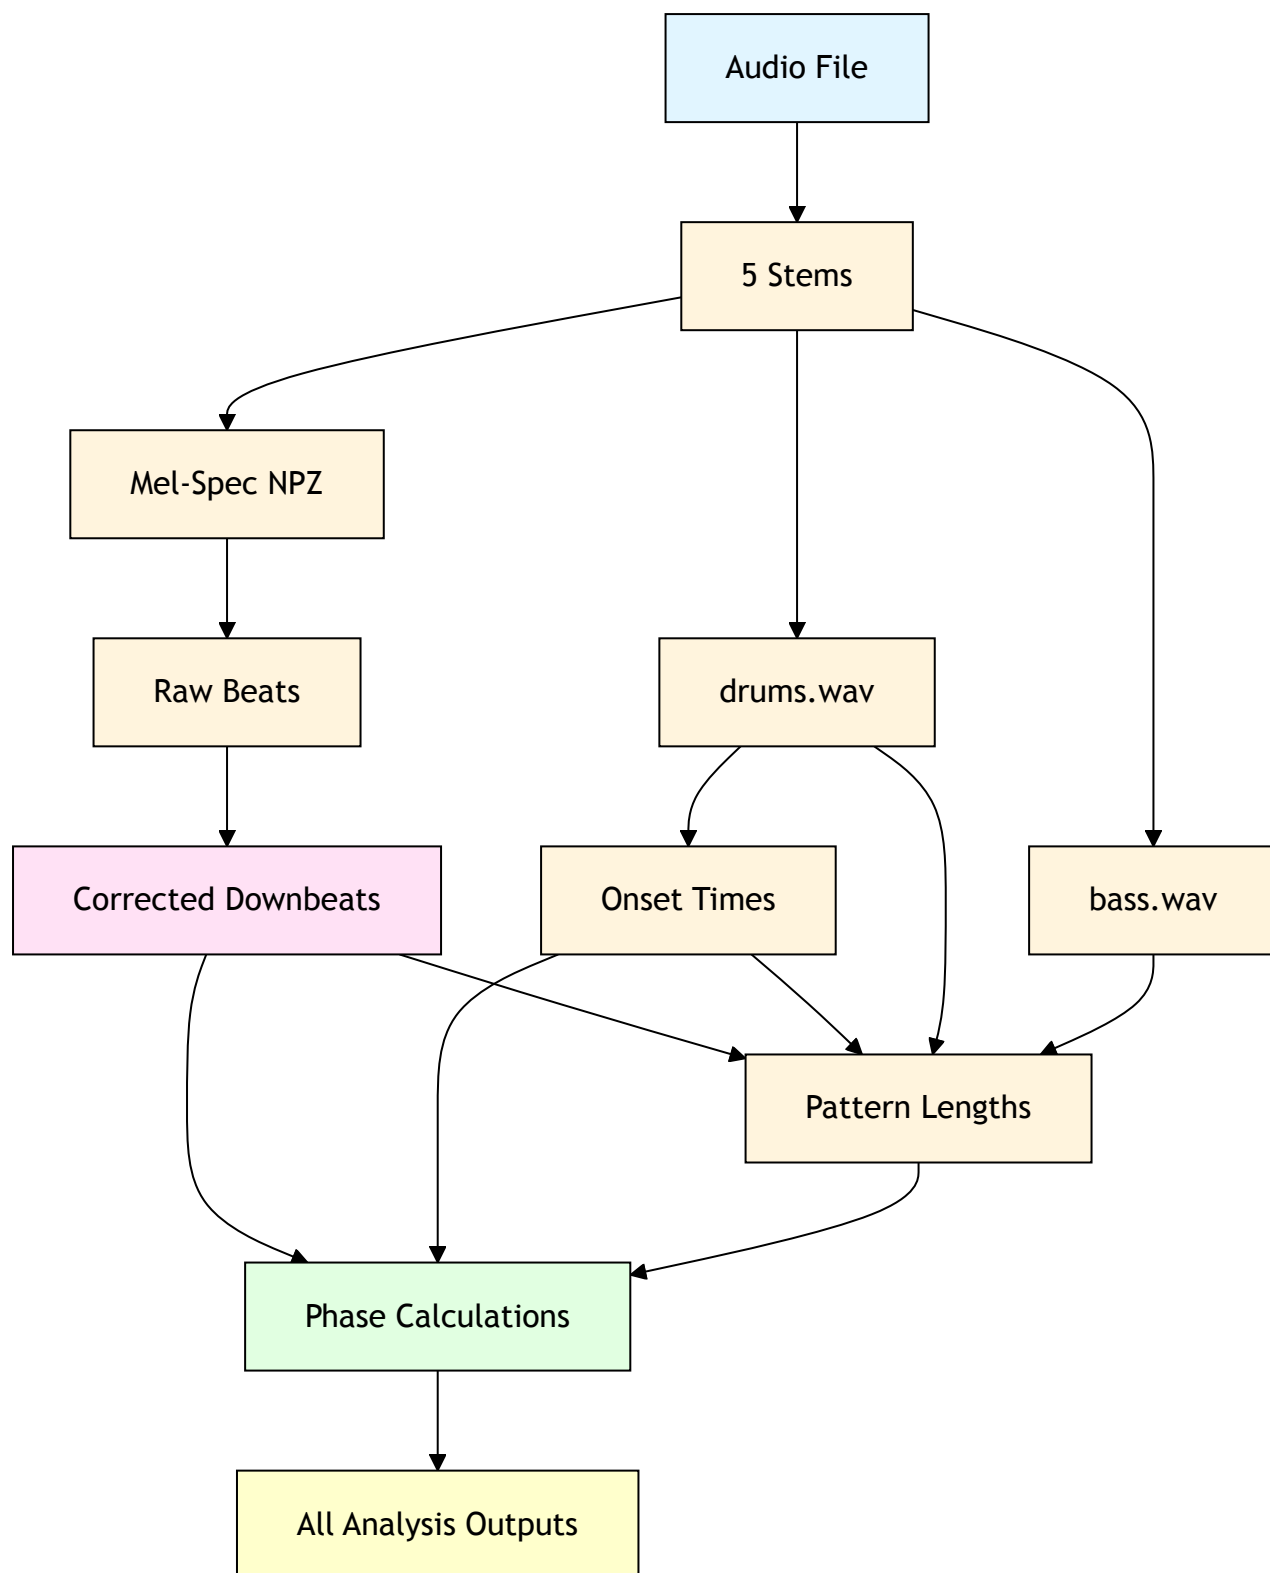 Audio File
5 Stems
Mel-Spec NPZ
Raw Beats
drums.wav
Corrected Downbeats
Onset Times
bass.wav
Pattern Lengths
Phase Calculations
All Analysis Outputs